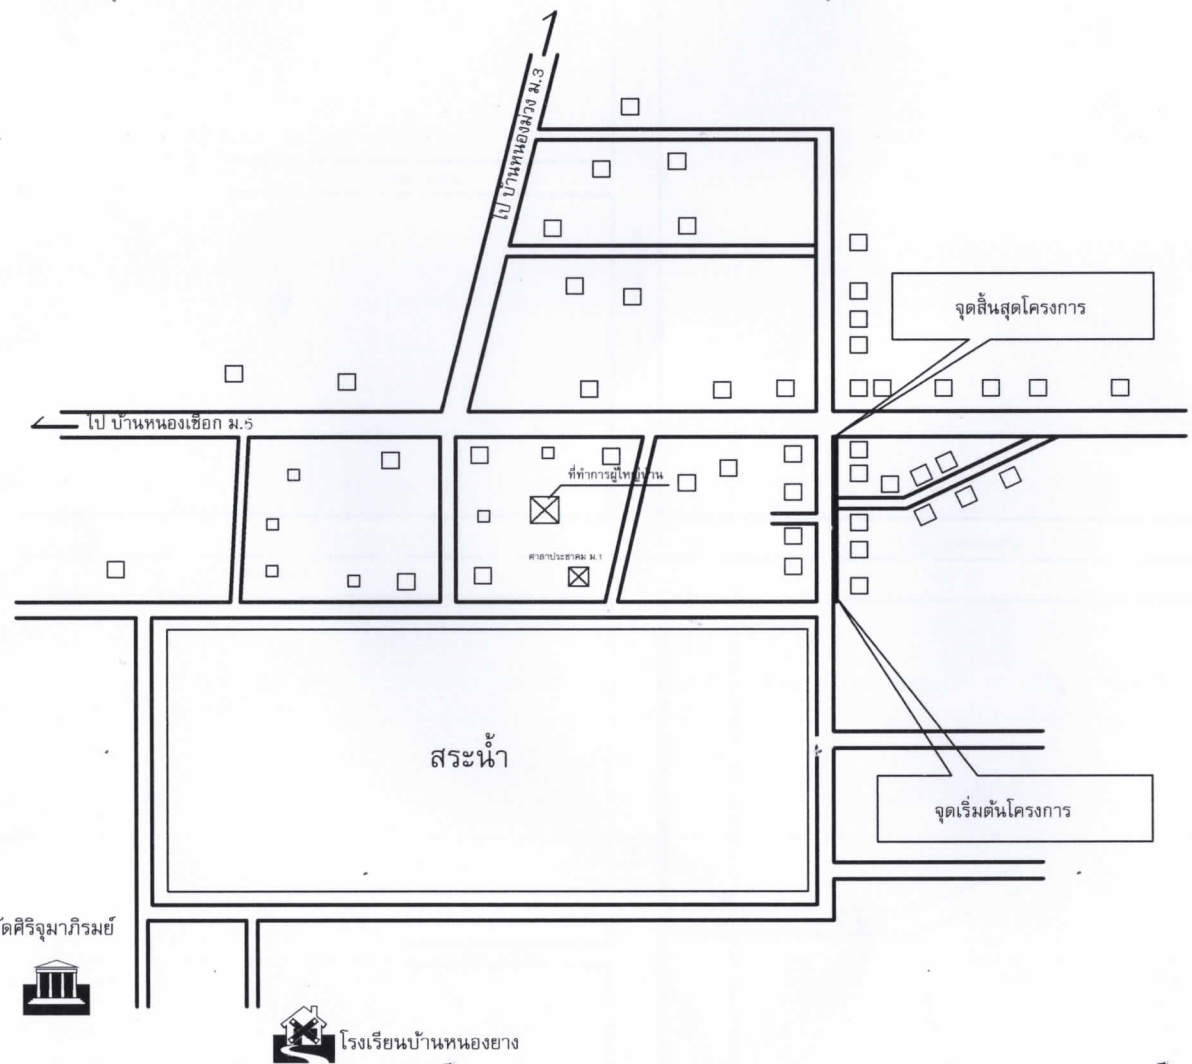 ไป บ้านหนองม่วง ม.3
จุดสิ้นสุดโครงการ
ไป บ้านหนองเชือก ม.5
ที่ทำการผู้ใหญ่บ้าน
ศาลาประชาคม ม.1
สระน้ำ
จุดเริ่มต้นโครงการ
ัดศิริจุมาภิรมย์
โรงเรียนบ้านหนองยาง